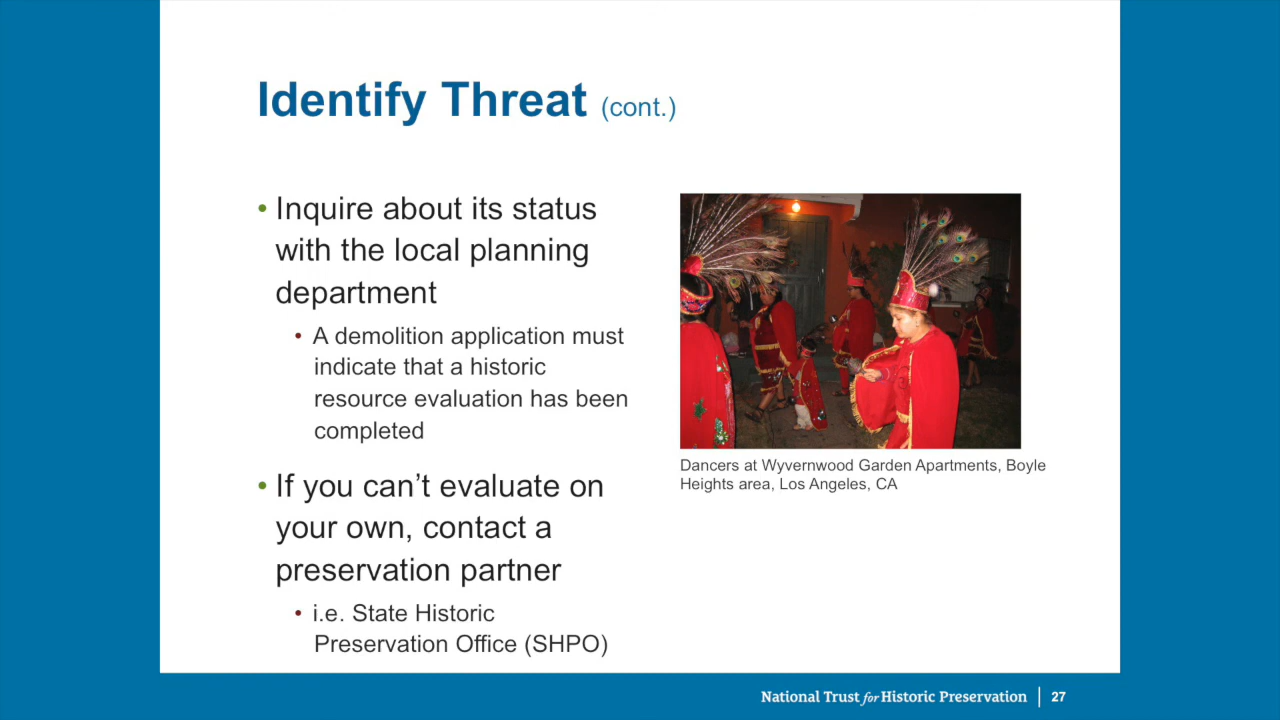 Identify Threat (cont.)
• Inquire about its status
with the local planning
department
• A demolition application must
indicate that a historic
resource evaluation has been
completed
• If you can’t evaluate on
your own, contact a
preservation partner
• i.e. State Historic
Preservation Office (SHPO)
Dancers at Wyvernwood Garden Apartments, Boyle
Heights area, Los Angeles, CA
National Trust for Historic Preservation | 27